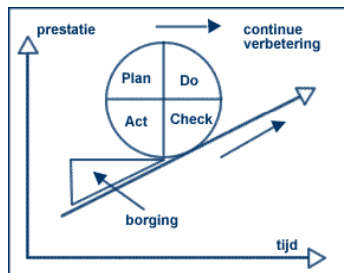 prestatie
continue
verbetering
Plan
Do
Act
Check
borging
tijd